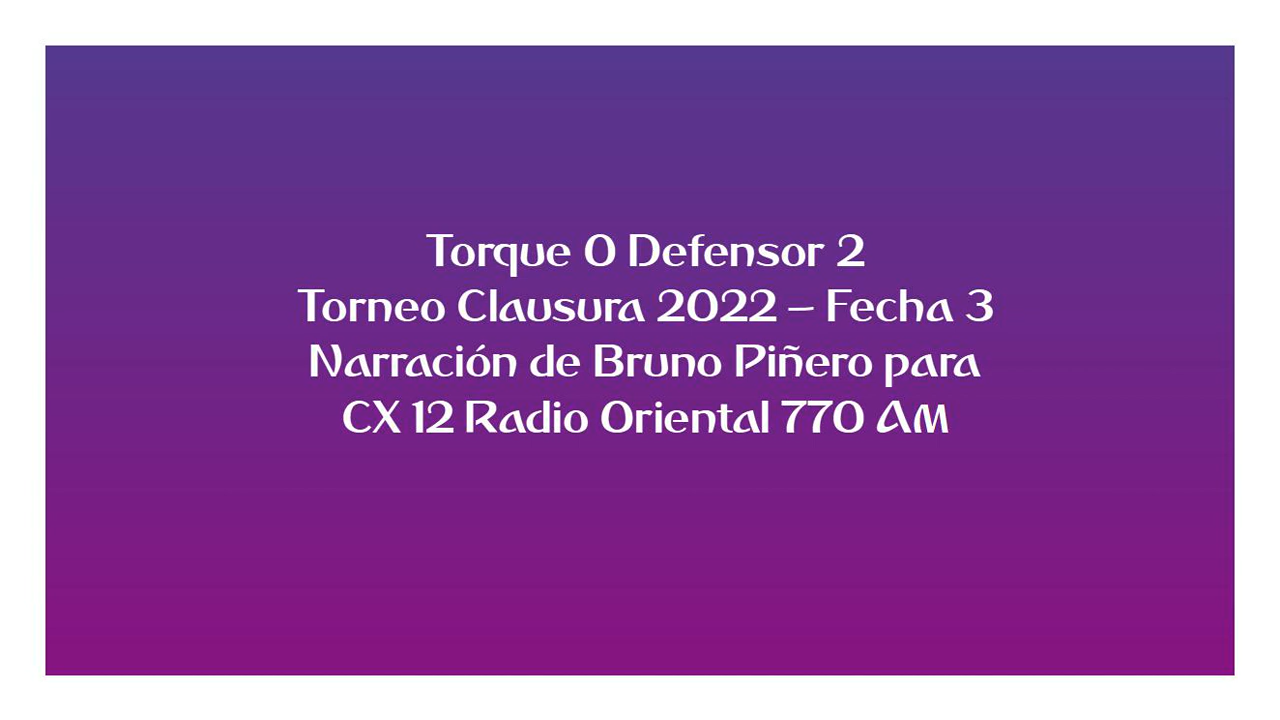 Torque 0 Defensor 2
Torneo Clausura 2022 – Fecha 3
Narración de Bruno Piñero para
CX 12 Radio Oriental 770 AM